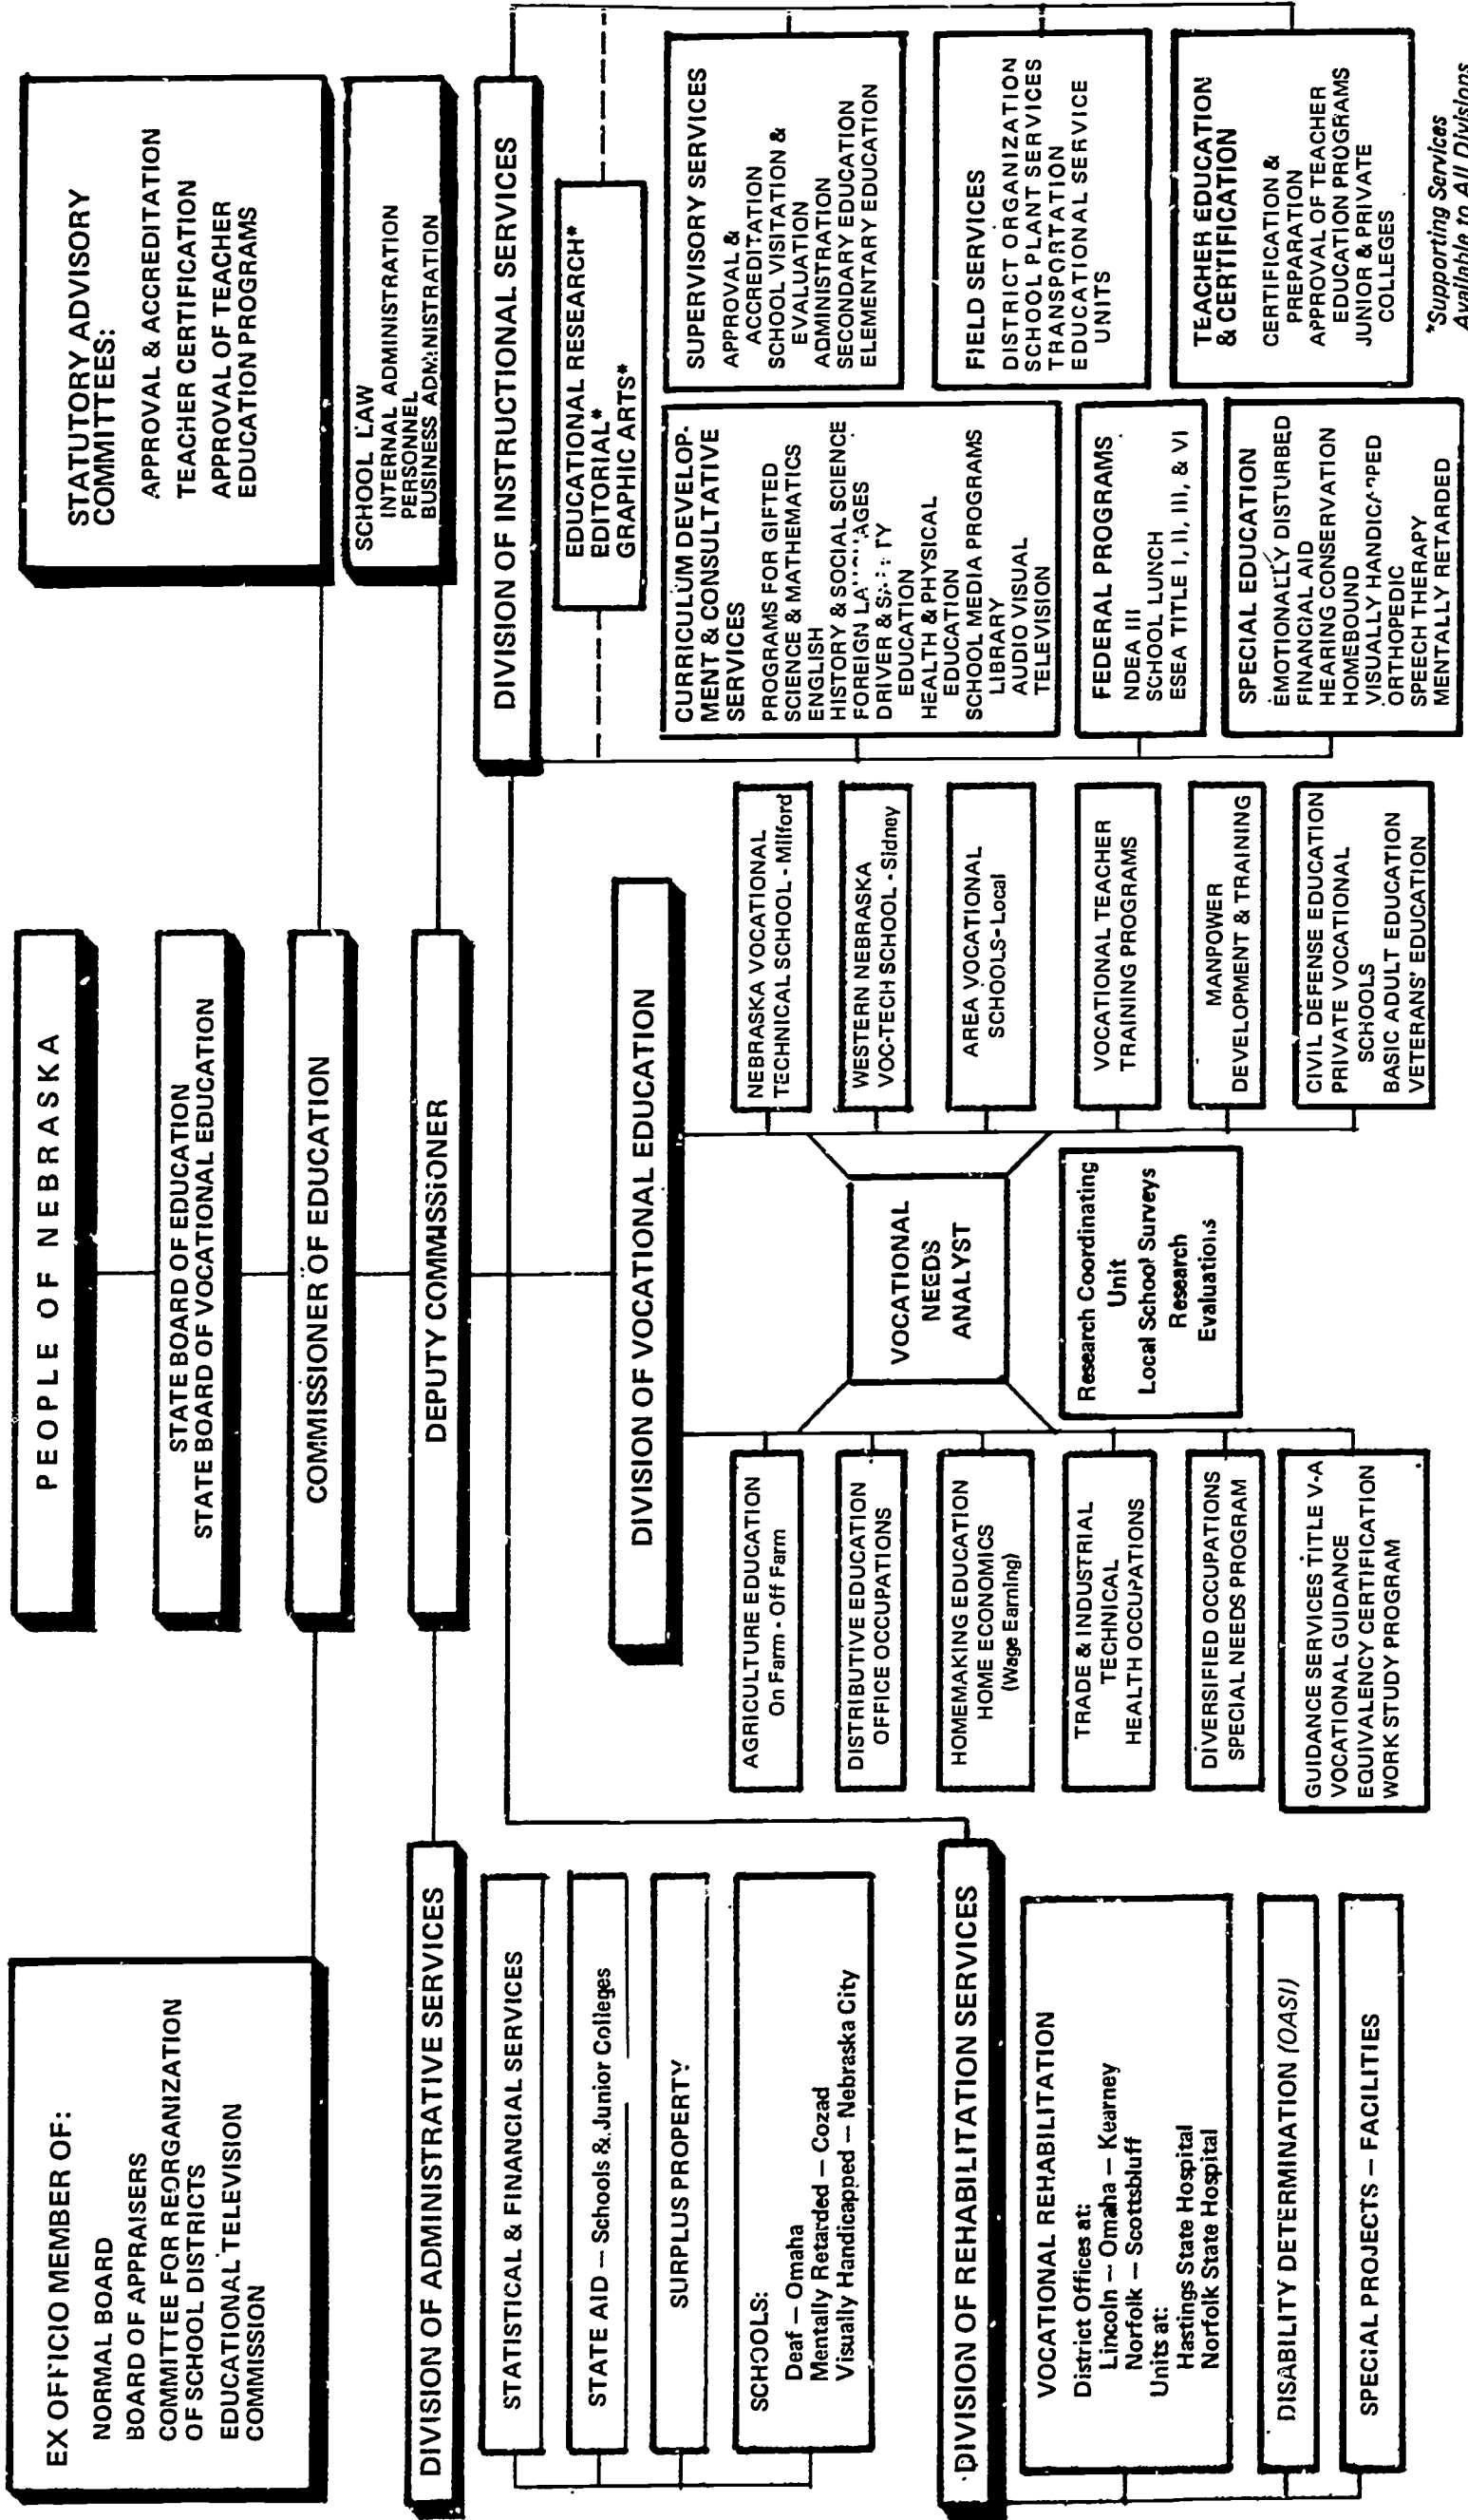 PEOPLE OF NEBRASKA
STATE BOARD OF EDUCATION
STATE BOARD OF VOCATIONAL EDUCATION
EX OFFICIO MEMBER OF:
NORMAL BOARD
BOARD OF APPRAISERS
COMMITTEE FOR REORGANIZATION
OF SCHOOL DISTRICTS
EDUCATIONAL TELEVISION
COMMISSION
COMMISSIONER OF EDUCATION
STATUTORY ADVISORY
COMMITTEES:
APPROVAL & ACCREDITATION
TEACHER CERTIFICATION
APPROVAL OF TEACHER
EDUCATION PROGRAMS
DEPUTY COMMISSIONER
SCHOOL LAW
INTERNAL ADMINISTRATION
PERSONNEL
BUSINESS ADMINISTRATION
DIVISION OF ADMINISTRATIVE SERVICES
STATISTICAL & FINANCIAL SERVICES
STATE AID — Schools & Junior Colleges
SURPLUS PROPERTY
SCHOOLS:
Deaf — Omaha
Mentally Retarded — Cozad
Visually Handicapped — Nebraska City
DIVISION OF REHABILITATION SERVICES
VOCATIONAL REHABILITATION
District Offices at:
Lincoln — Omaha — Kearney
Norfolk — Scottsbluff
Units at:
Hastings State Hospital
Norfolk State Hospital
DISABILITY DETERMINATION (OASI)
SPECIAL PROJECTS — FACILITIES
DIVISION OF VOCATIONAL EDUCATION
AGRICULTURE EDUCATION
On Farm - Off Farm
DISTRIBUTIVE EDUCATION
OFFICE OCCUPATIONS
HOMEMAKING EDUCATION
HOME ECONOMICS
(Wage Earning)
TRADE & INDUSTRIAL
TECHNICAL
HEALTH OCCUPATIONS
DIVERSIFIED OCCUPATIONS
SPECIAL NEEDS PROGRAM
GUIDANCE SERVICES TITLE V-A
VOCATIONAL GUIDANCE
EQUIVALENCY CERTIFICATION
WORK STUDY PROGRAM
VOCATIONAL
NEEDS
ANALYST
Research Coordinating
Unit
Local School Surveys
Research
Evaluations
NEBRASKA VOCATIONAL
TECHNICAL SCHOOL - Milford
WESTERN NEBRASKA
VOC-TECH SCHOOL - Sidney
AREA VOCATIONAL
SCHOOLS - Local
VOCATIONAL TEACHER
TRAINING PROGRAMS
MANPOWER
DEVELOPMENT & TRAINING
CIVIL DEFENSE EDUCATION
PRIVATE VOCATIONAL
SCHOOLS
BASIC ADULT EDUCATION
VETERANS' EDUCATION
DIVISION OF INSTRUCTIONAL SERVICES
EDUCATIONAL RESEARCH*
EDITORIAL*
GRAPHIC ARTS*
CURRICULUM DEVELOP-
MENT & CONSULTATIVE
SERVICES
PROGRAMS FOR GIFTED
SCIENCE & MATHEMATICS
ENGLISH
HISTORY & SOCIAL SCIENCE
FOREIGN
DRIVER &
EDUCATION
HEALTH & PHYSICAL
EDUCATION
SCHOOL MEDIA PROGRAMS
LIBRARY
AUDIO VISUAL
TELEVISION
FEDERAL PROGRAMS
NDEA III
SCHOOL LUNCH
ESEA TITLE I, II, III, & VI
SPECIAL EDUCATION
EMOTIONALLY DISTURBED
FINANCIAL AID
HEARING CONSERVATION
HOMEBOUND
VISUALLY HANDICAPPED
ORTHOPEDIC
SPEECH THERAPY
MENTALLY RETARDED
SUPERVISORY SERVICES
APPROVAL &
ACCREDITATION
SCHOOL VISITATION &
EVALUATION
ADMINISTRATION
SECONDARY EDUCATION
ELEMENTARY EDUCATION
FIELD SERVICES
DISTRICT ORGANIZATION
SCHOOL PLANT SERVICES
TRANSPORTATION
EDUCATIONAL SERVICE
UNITS
TEACHER EDUCATION
& CERTIFICATION
CERTIFICATION &
PREPARATION
APPROVAL OF TEACHER
EDUCATION PROGRAMS
JUNIOR & PRIVATE
COLLEGES
*Supporting Services
Available to All Divisions